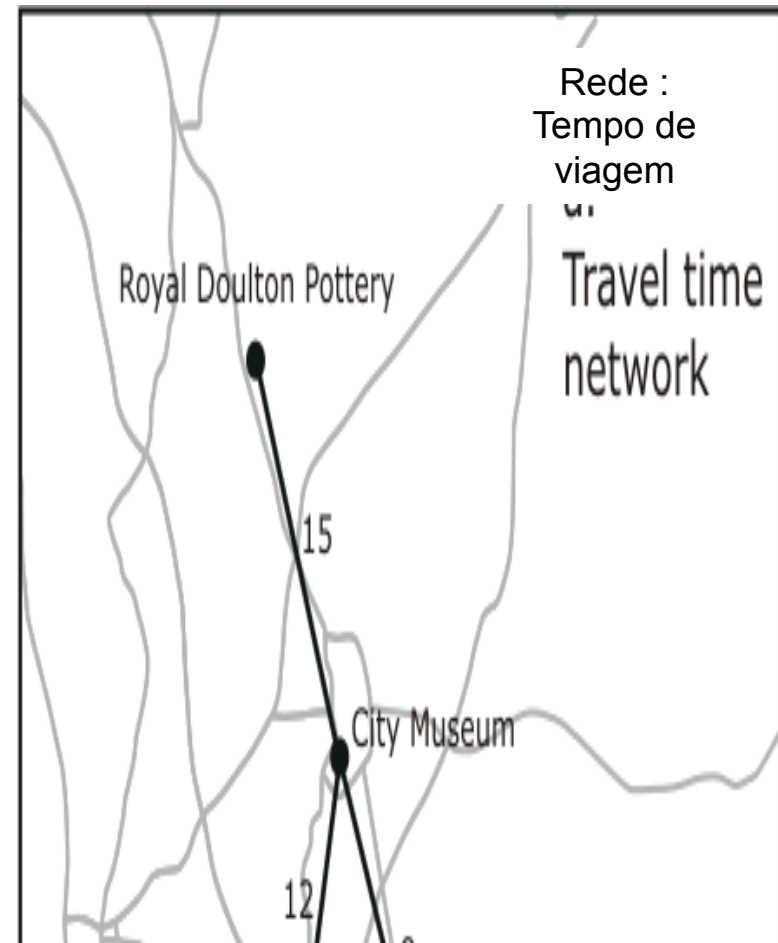 Rede :
Tempo de
viagem
Travel time
network
Royal Doulton Pottery
15
City Museum
12